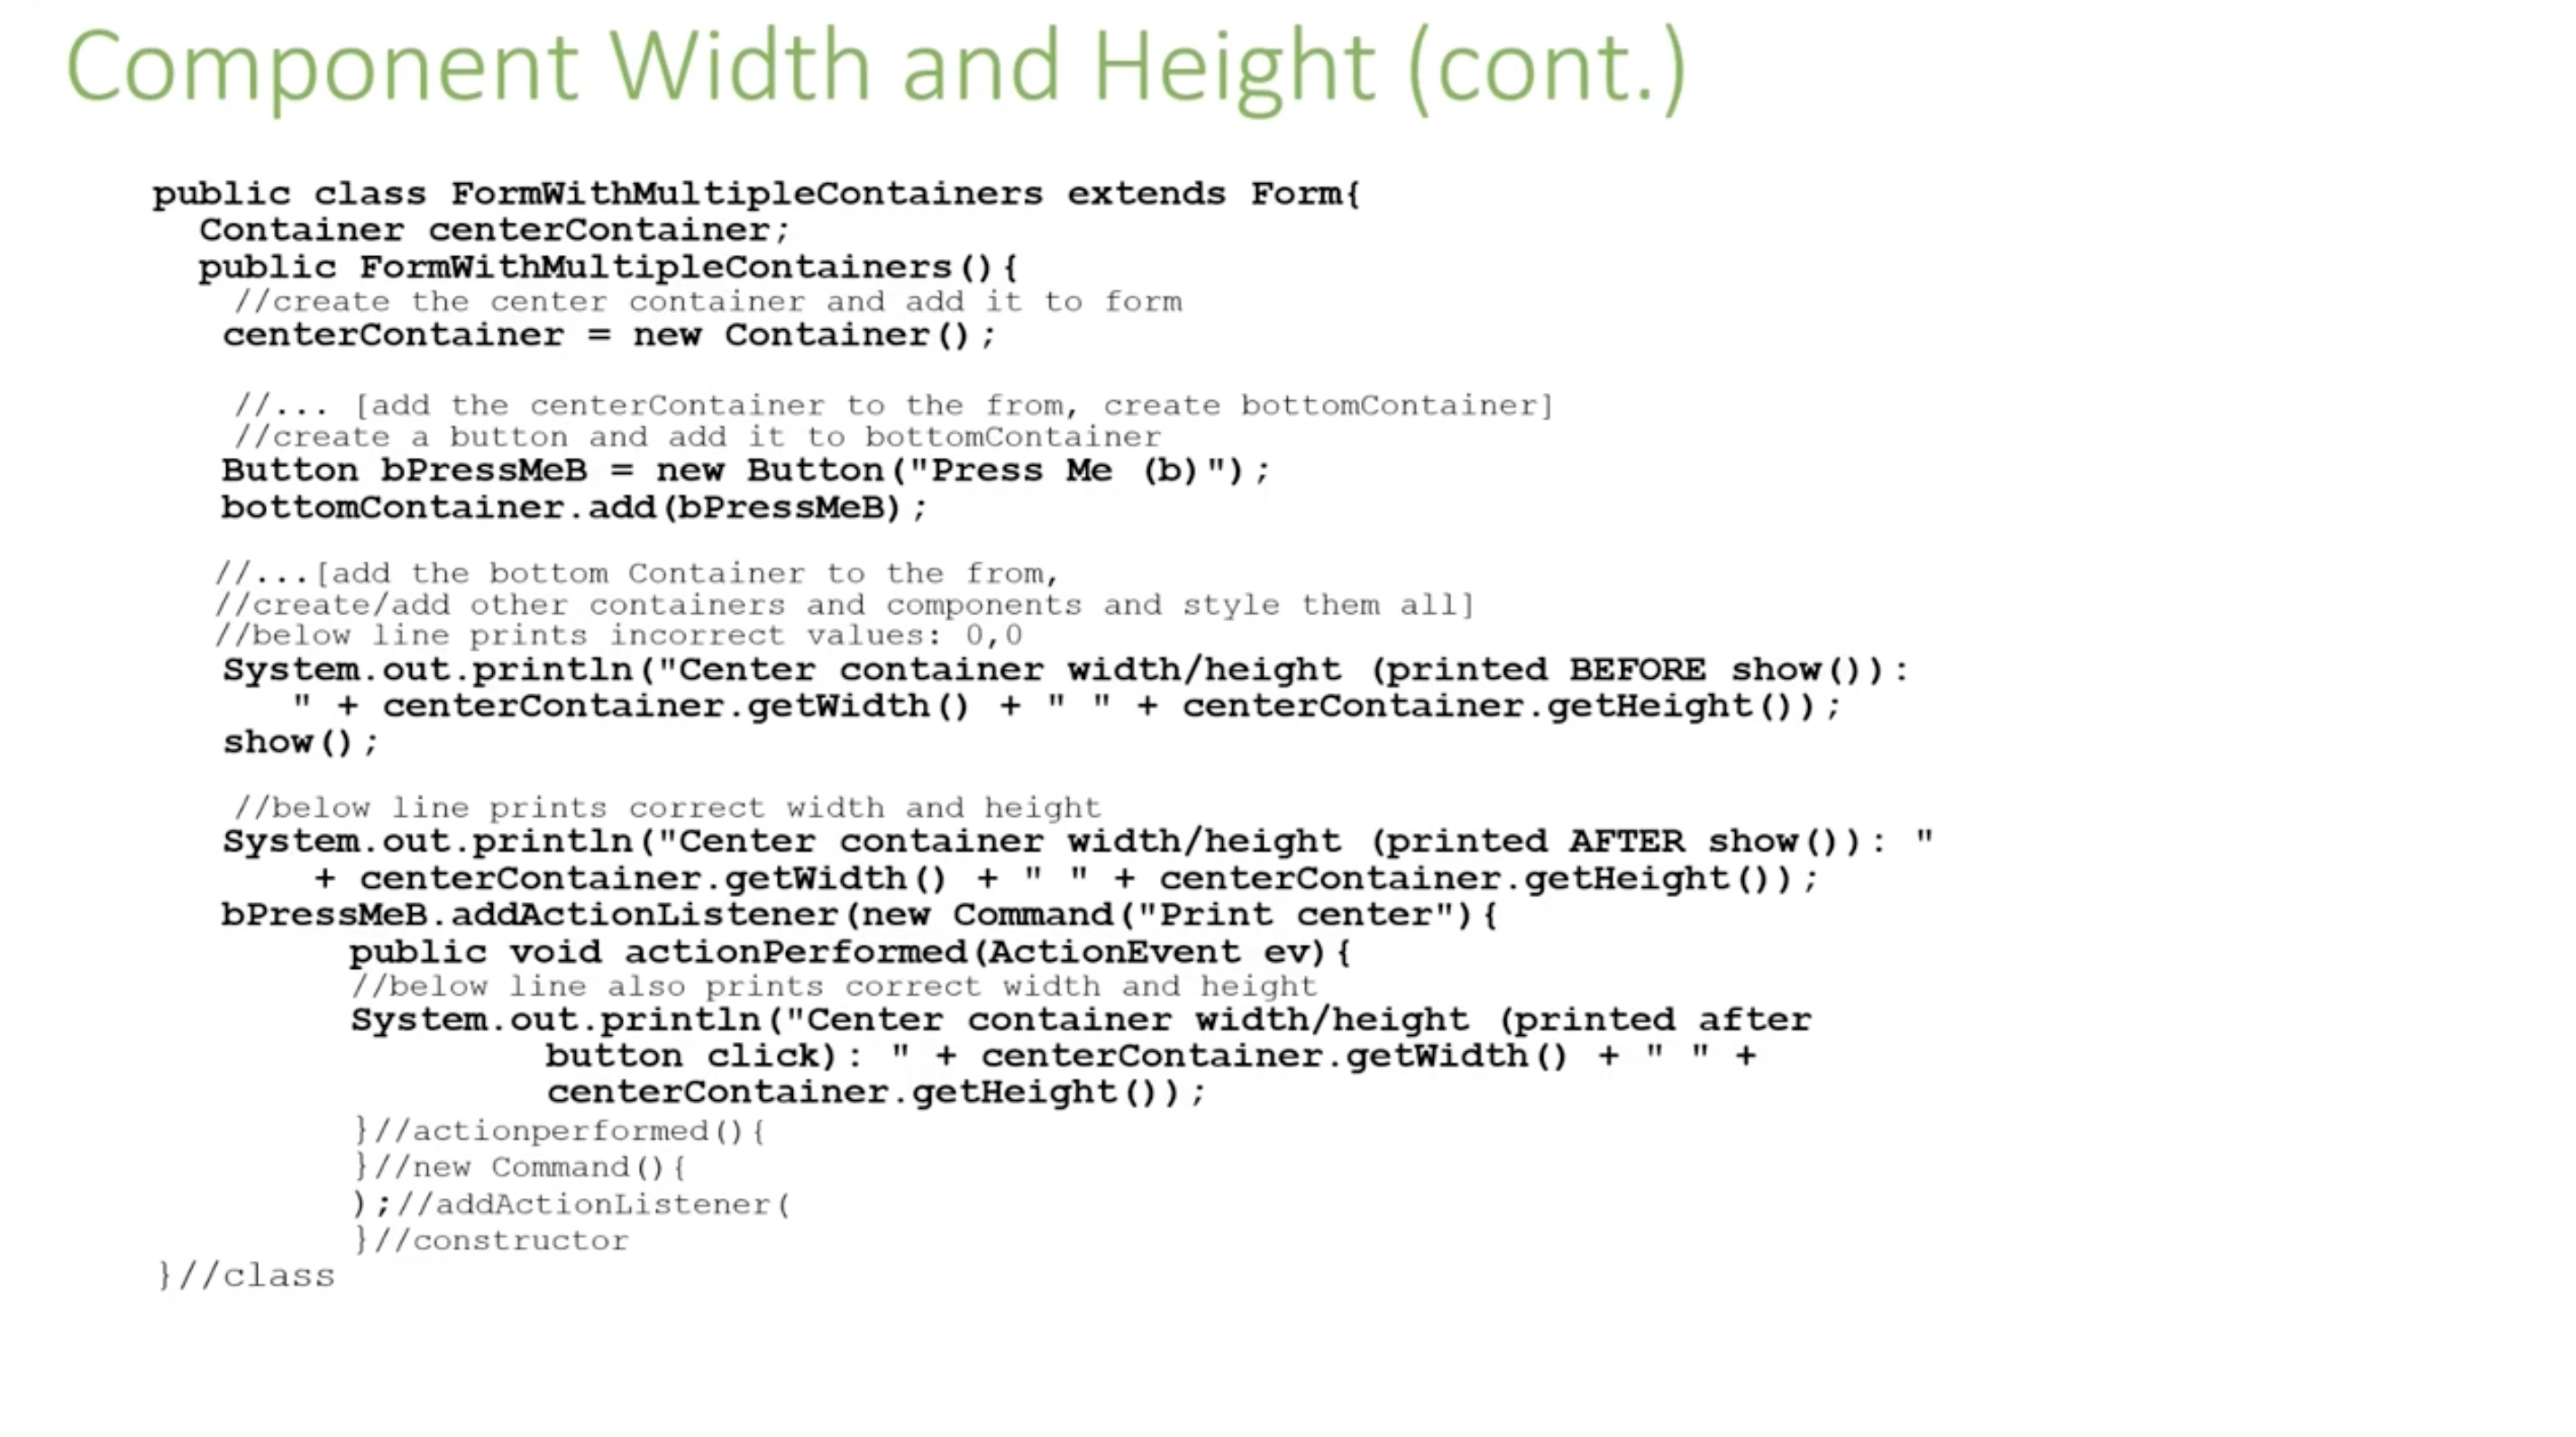 Component Width and Height (cont.)
public class FormWithMultipleContainers extends Form{
Container centerContainer;
public FormWithMultipleContainers(){
//create the center container and add it to form
centerContainer = new Container();
//... [add the centerContainer to the from, create bottomContainer]
//create a button and add it to bottomContainer
Button bPressMeB = new Button("Press Me (b)");
bottomContainer.add(bPressMeB);
//...[add the bottom Container to the from,
//create/add other containers and components and style them all]
//below line prints incorrect values: 0,0
System.out.println("Center container width/height (printed BEFORE show()):
" + centerContainer.getWidth() + " " + centerContainer.getHeight());
show();
//below line prints correct width and height
System.out.println("Center container width/height (printed AFTER show()): "
+ centerContainer.getWidth() + " " + centerContainer.getHeight());
bPressMeB.addActionListener(new Command("Print center"){
public void actionPerformed(ActionEvent ev){
//below line also prints correct width and height
System.out.println("Center container width/height (printed after
button click): " + centerContainer.getWidth() + " " +
centerContainer.getHeight());
}//actionperformed(){
}//new Command(){
);//addActionListener(
}//constructor
}//class